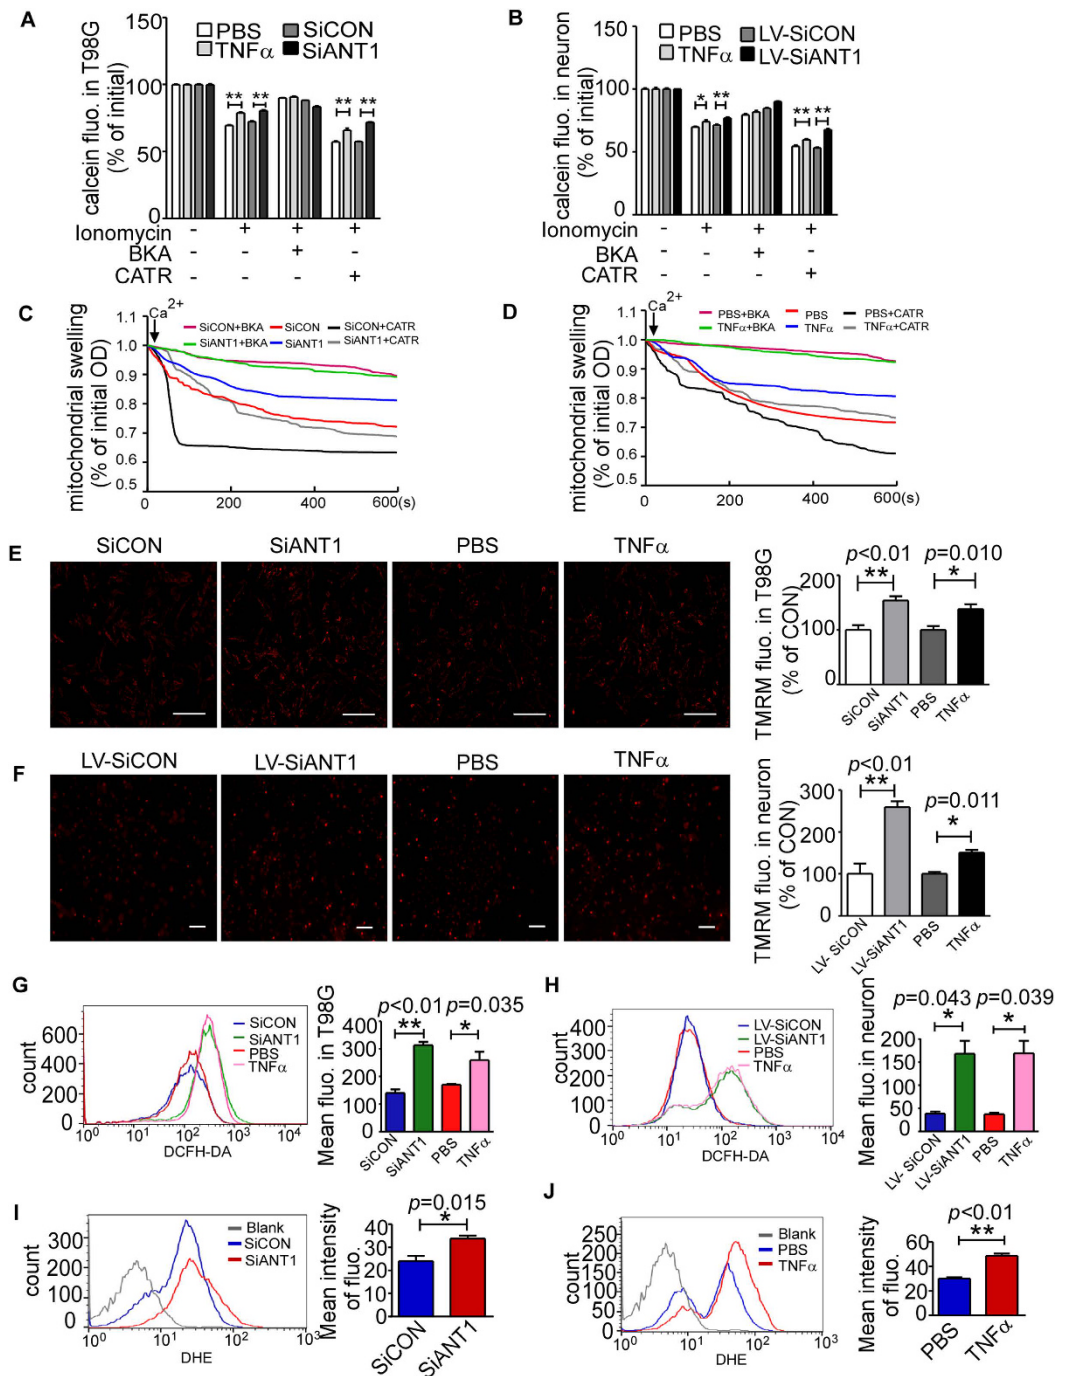 A
calcein fluo. in T98G
(% of initial)
150
100
50
0
PBS
SiCON
TNFα
SiANT1
** ** ** **
Ionomycin - + + +
BKA - - + -
CATR - - - +
B
calcein fluo. in neuron
(% of initial)
150
100
50
0
PBS
LV-SiCON
TNFα
LV-SiANT1
* ** ** **
Ionomycin - + + +
BKA - - + -
CATR - - - +
C
mitochondrial swelling
(% of initial OD)
Ca2+
SiCON+BKA SiCON SiCON+CATR
SiANT1+BKA SiANT1 SiANT1+CATR
1.1
1.0
0.9
0.8
0.7
0.6
0.5
0 200 400 600(s)
D
mitochondrial swelling
(% of initial OD)
Ca2+
PBS+BKA PBS PBS+CATR
TNFα+BKA TNFα TNFα+CATR
1.1
1.0
0.9
0.8
0.7
0.6
0.5
0 200 400 600(s)
E
SiCON SiANT1 PBS TNFα
TMRM fluo. in T98G
(% of CON)
p<0.01 p=0.010
** *
200
100
0
SiCON SiANT1 PBS TNFα
F
LV-SiCON LV-SiANT1 PBS TNFα
TMRM fluo. in neuron
(% of CON)
p<0.01
** p=0.011
*
300
200
100
0
LV- SiCON LV-SiANT1 PBS TNFα
G
count
600
400
200
0
SiCON
SiANT1
PBS
TNFα
10^0 10^1 10^2 10^3 10^4
DCFH-DA
Mean fluo. in T98G
p<0.01 p=0.035
** *
400
300
200
100
0
SiCON SiANT1 PBS TNFα
H
count
400
300
200
100
0
LV-SiCON
LV-SiANT1
PBS
TNFα
10^0 10^1 10^2 10^3 10^4
DCFH-DA
Mean fluo.in neuron
p=0.043 p=0.039
* *
200
150
100
50
0
LV- SiCON LV-SiANT1 PBS TNFα
I
count
300
200
100
0
Blank
SiCON
SiANT1
10^0 10^1 10^2 10^3
DHE
Mean intensity
of fluo.
p=0.015
*
40
30
20
10
0
SiCON SiANT1
J
count
250
200
150
100
50
0
Blank
PBS
TNFα
10^0 10^1 10^2 10^3
DHE
Mean intensity
of fluo.
p<0.01
**
60
40
20
0
PBS TNFα